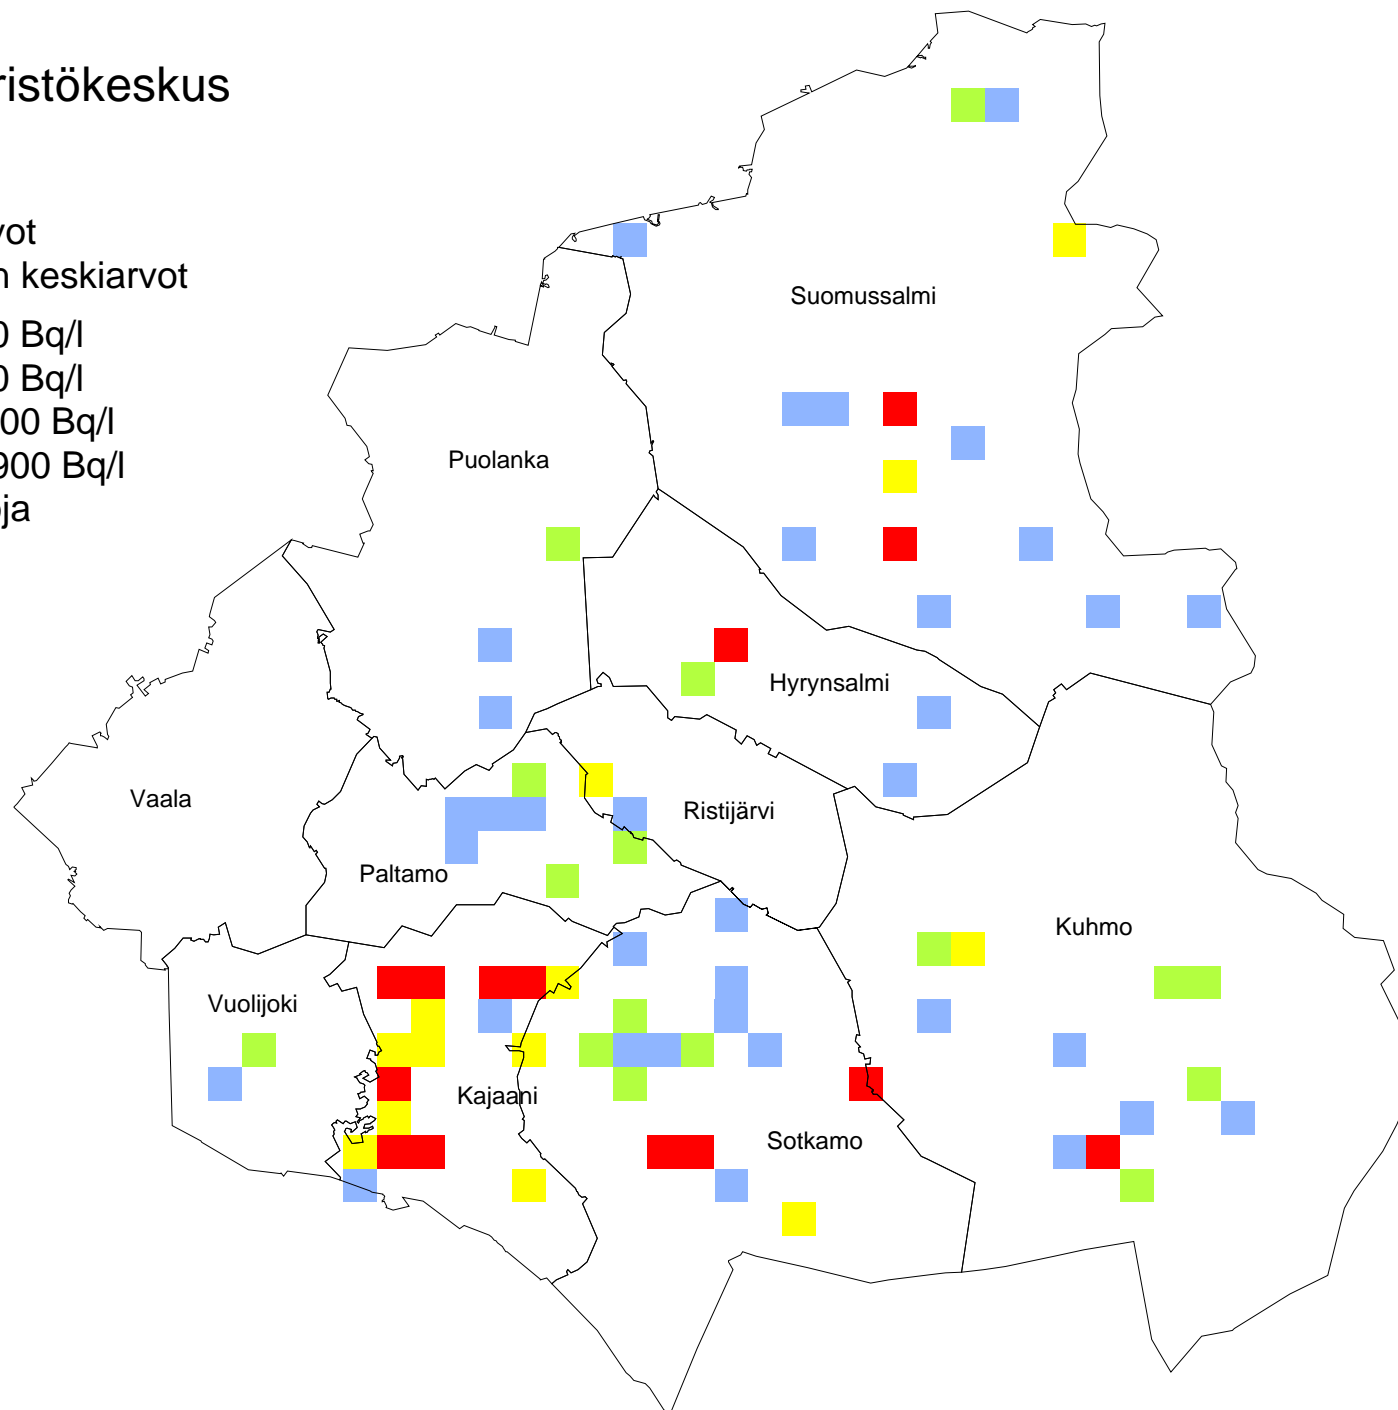 ristökeskus
vot
n keskiarvot
0 Bq/l
0 Bq/l
00 Bq/l
900 Bq/l
oja
Suomussalmi
Puolanka
Hyrynsalmi
Vaala
Ristijärvi
Paltamo
Kuhmo
Vuolijoki
Kajaani
Sotkamo